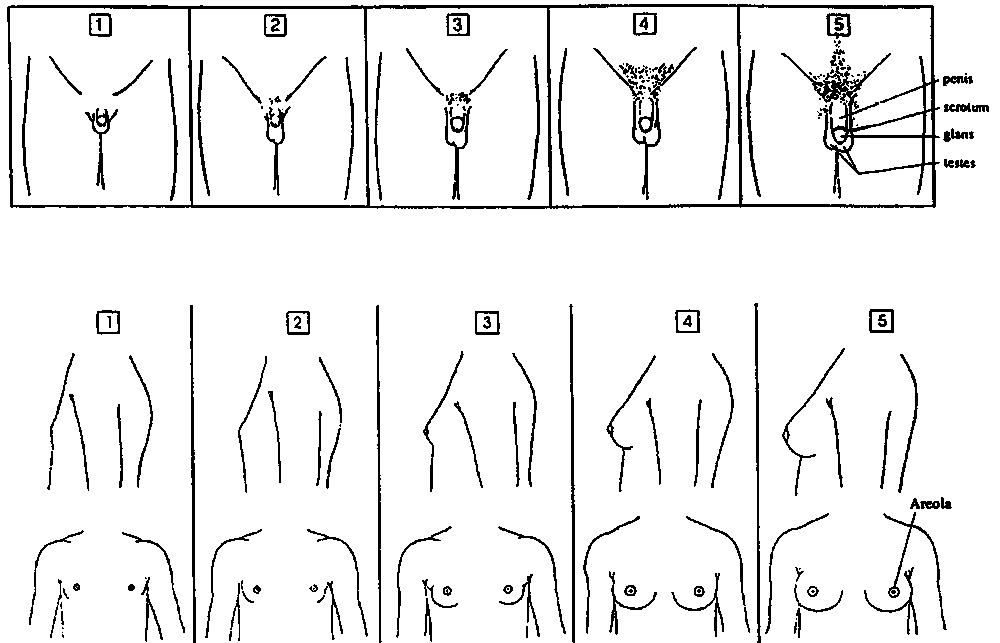 1 2 3 4 5
penis
scrotum
glans
testes
1 2 3 4 5
Areola